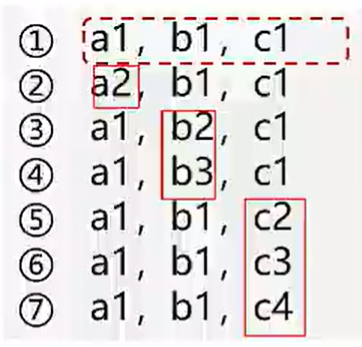 ① a1, b1, c1
② a2, b1, c1
③ a1, b2, c1
④ a1, b3, c1
⑤ a1, b1, c2
⑥ a1, b1, c3
⑦ a1, b1, c4